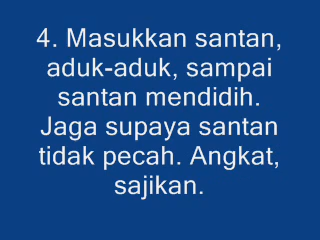 4. Masukkan santan,
aduk-aduk, sampai
santan mendidih.
Jaga supaya santan
tidak pecah. Angkat,
sajikan.